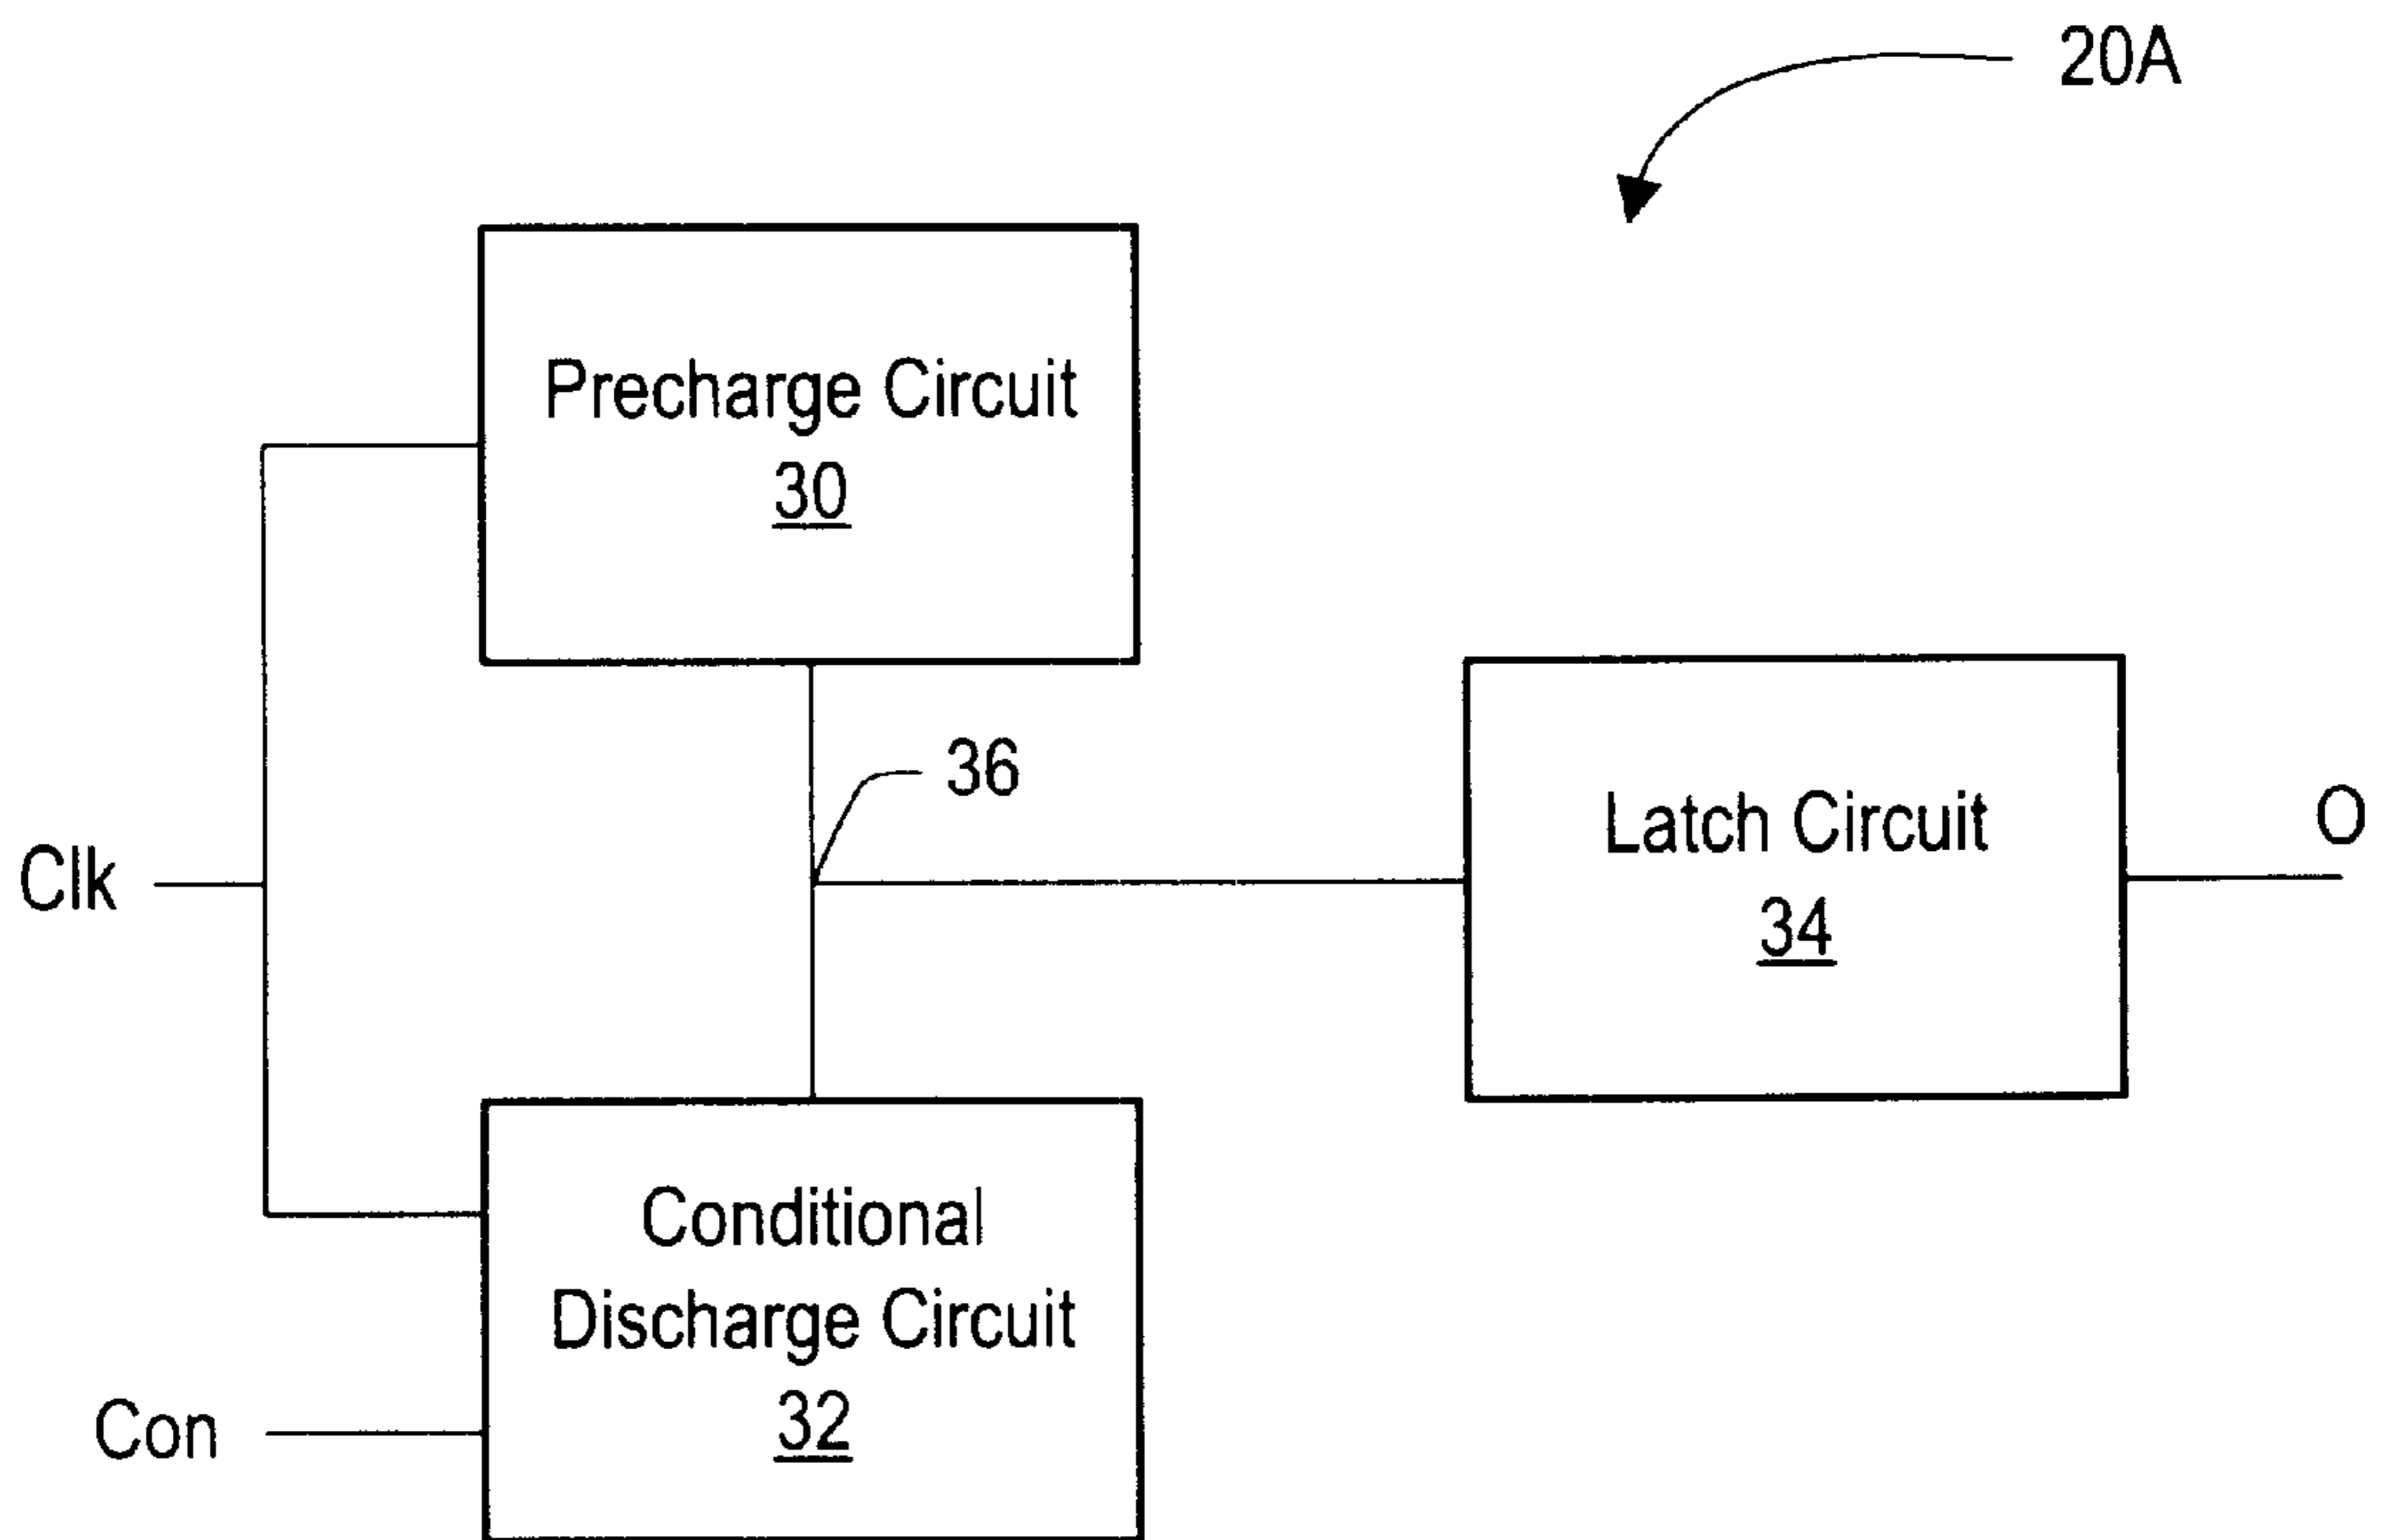 20A
Precharge Circuit
30
36
Latch Circuit
34
O
Clk
Conditional
Discharge Circuit
32
Con